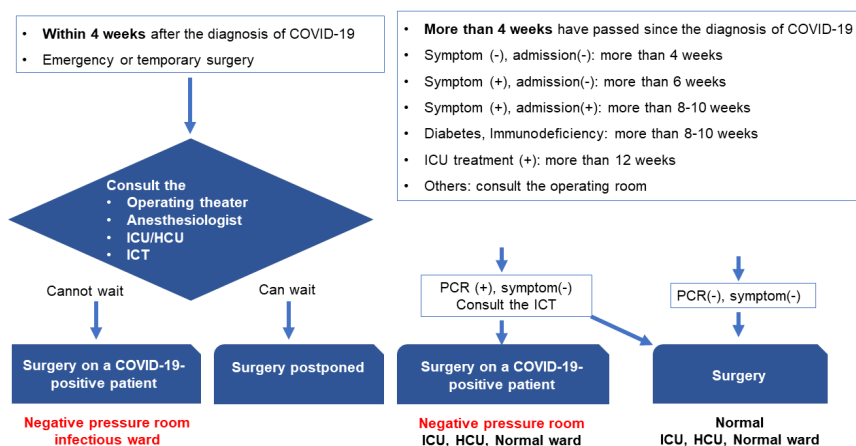 • Within 4 weeks after the diagnosis of COVID-19
• Emergency or temporary surgery
Consult the
• Operating theater
• Anesthesiologist
• ICU/HCU
• ICT
Cannot wait
Can wait
Surgery on a COVID-19-
positive patient
Negative pressure room
infectious ward
Surgery postponed
• More than 4 weeks have passed since the diagnosis of COVID-19
• Symptom (-), admission(-): more than 4 weeks
• Symptom (+), admission(-): more than 6 weeks
• Symptom (+), admission(+): more than 8-10 weeks
• Diabetes, Immunodeficiency: more than 8-10 weeks
• ICU treatment (+): more than 12 weeks
• Others: consult the operating room
PCR (+), symptom(-)
Consult the ICT
Surgery on a COVID-19-
positive patient
Negative pressure room
ICU, HCU, Normal ward
PCR(-), symptom(-)
Surgery
Normal
ICU, HCU, Normal ward